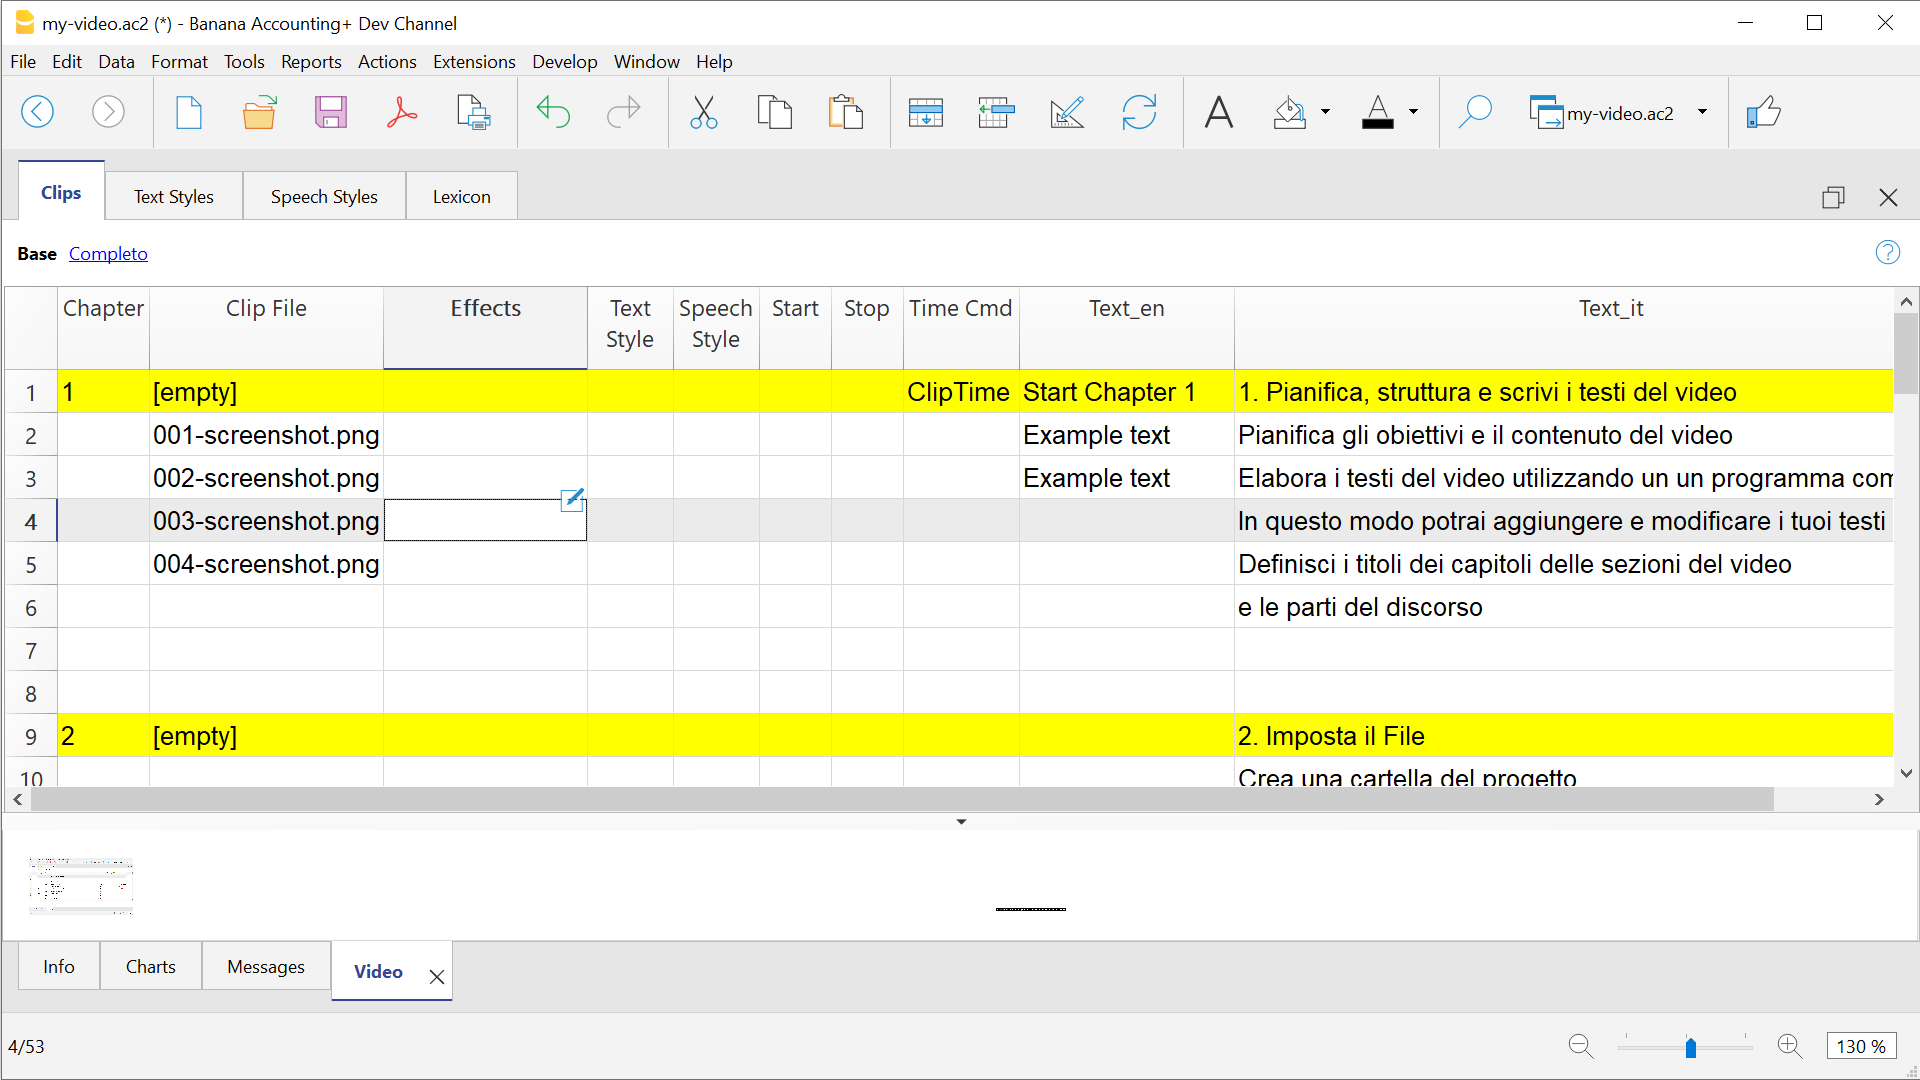 my-video.ac2 (*) - Banana Accounting+ Dev Channel
File Edit Data Format Tools Reports Actions Extensions Develop Window Help
my-video.ac2
Clips Text Styles Speech Styles Lexicon
Base Completo
Chapter Clip File Effects Text Style Speech Style Start Stop Time Cmd Text_en Text_it
1 1 [empty] ClipTime Start Chapter 1 1. Pianifica, struttura e scrivi i testi del video
2 001-screenshot.png Example text Pianifica gli obiettivi e il contenuto del video
3 002-screenshot.png Example text Elabora i testi del video utilizzando un un programma com
4 003-screenshot.png In questo modo potrai aggiungere e modificare i tuoi testi
5 004-screenshot.png Definisci i titoli dei capitoli delle sezioni del video
6 e le parti del discorso
7
8
9 2 [empty] 2. Imposta il File
10 Crea una cartella del progetto
Info Charts Messages Video
4/53
130 %